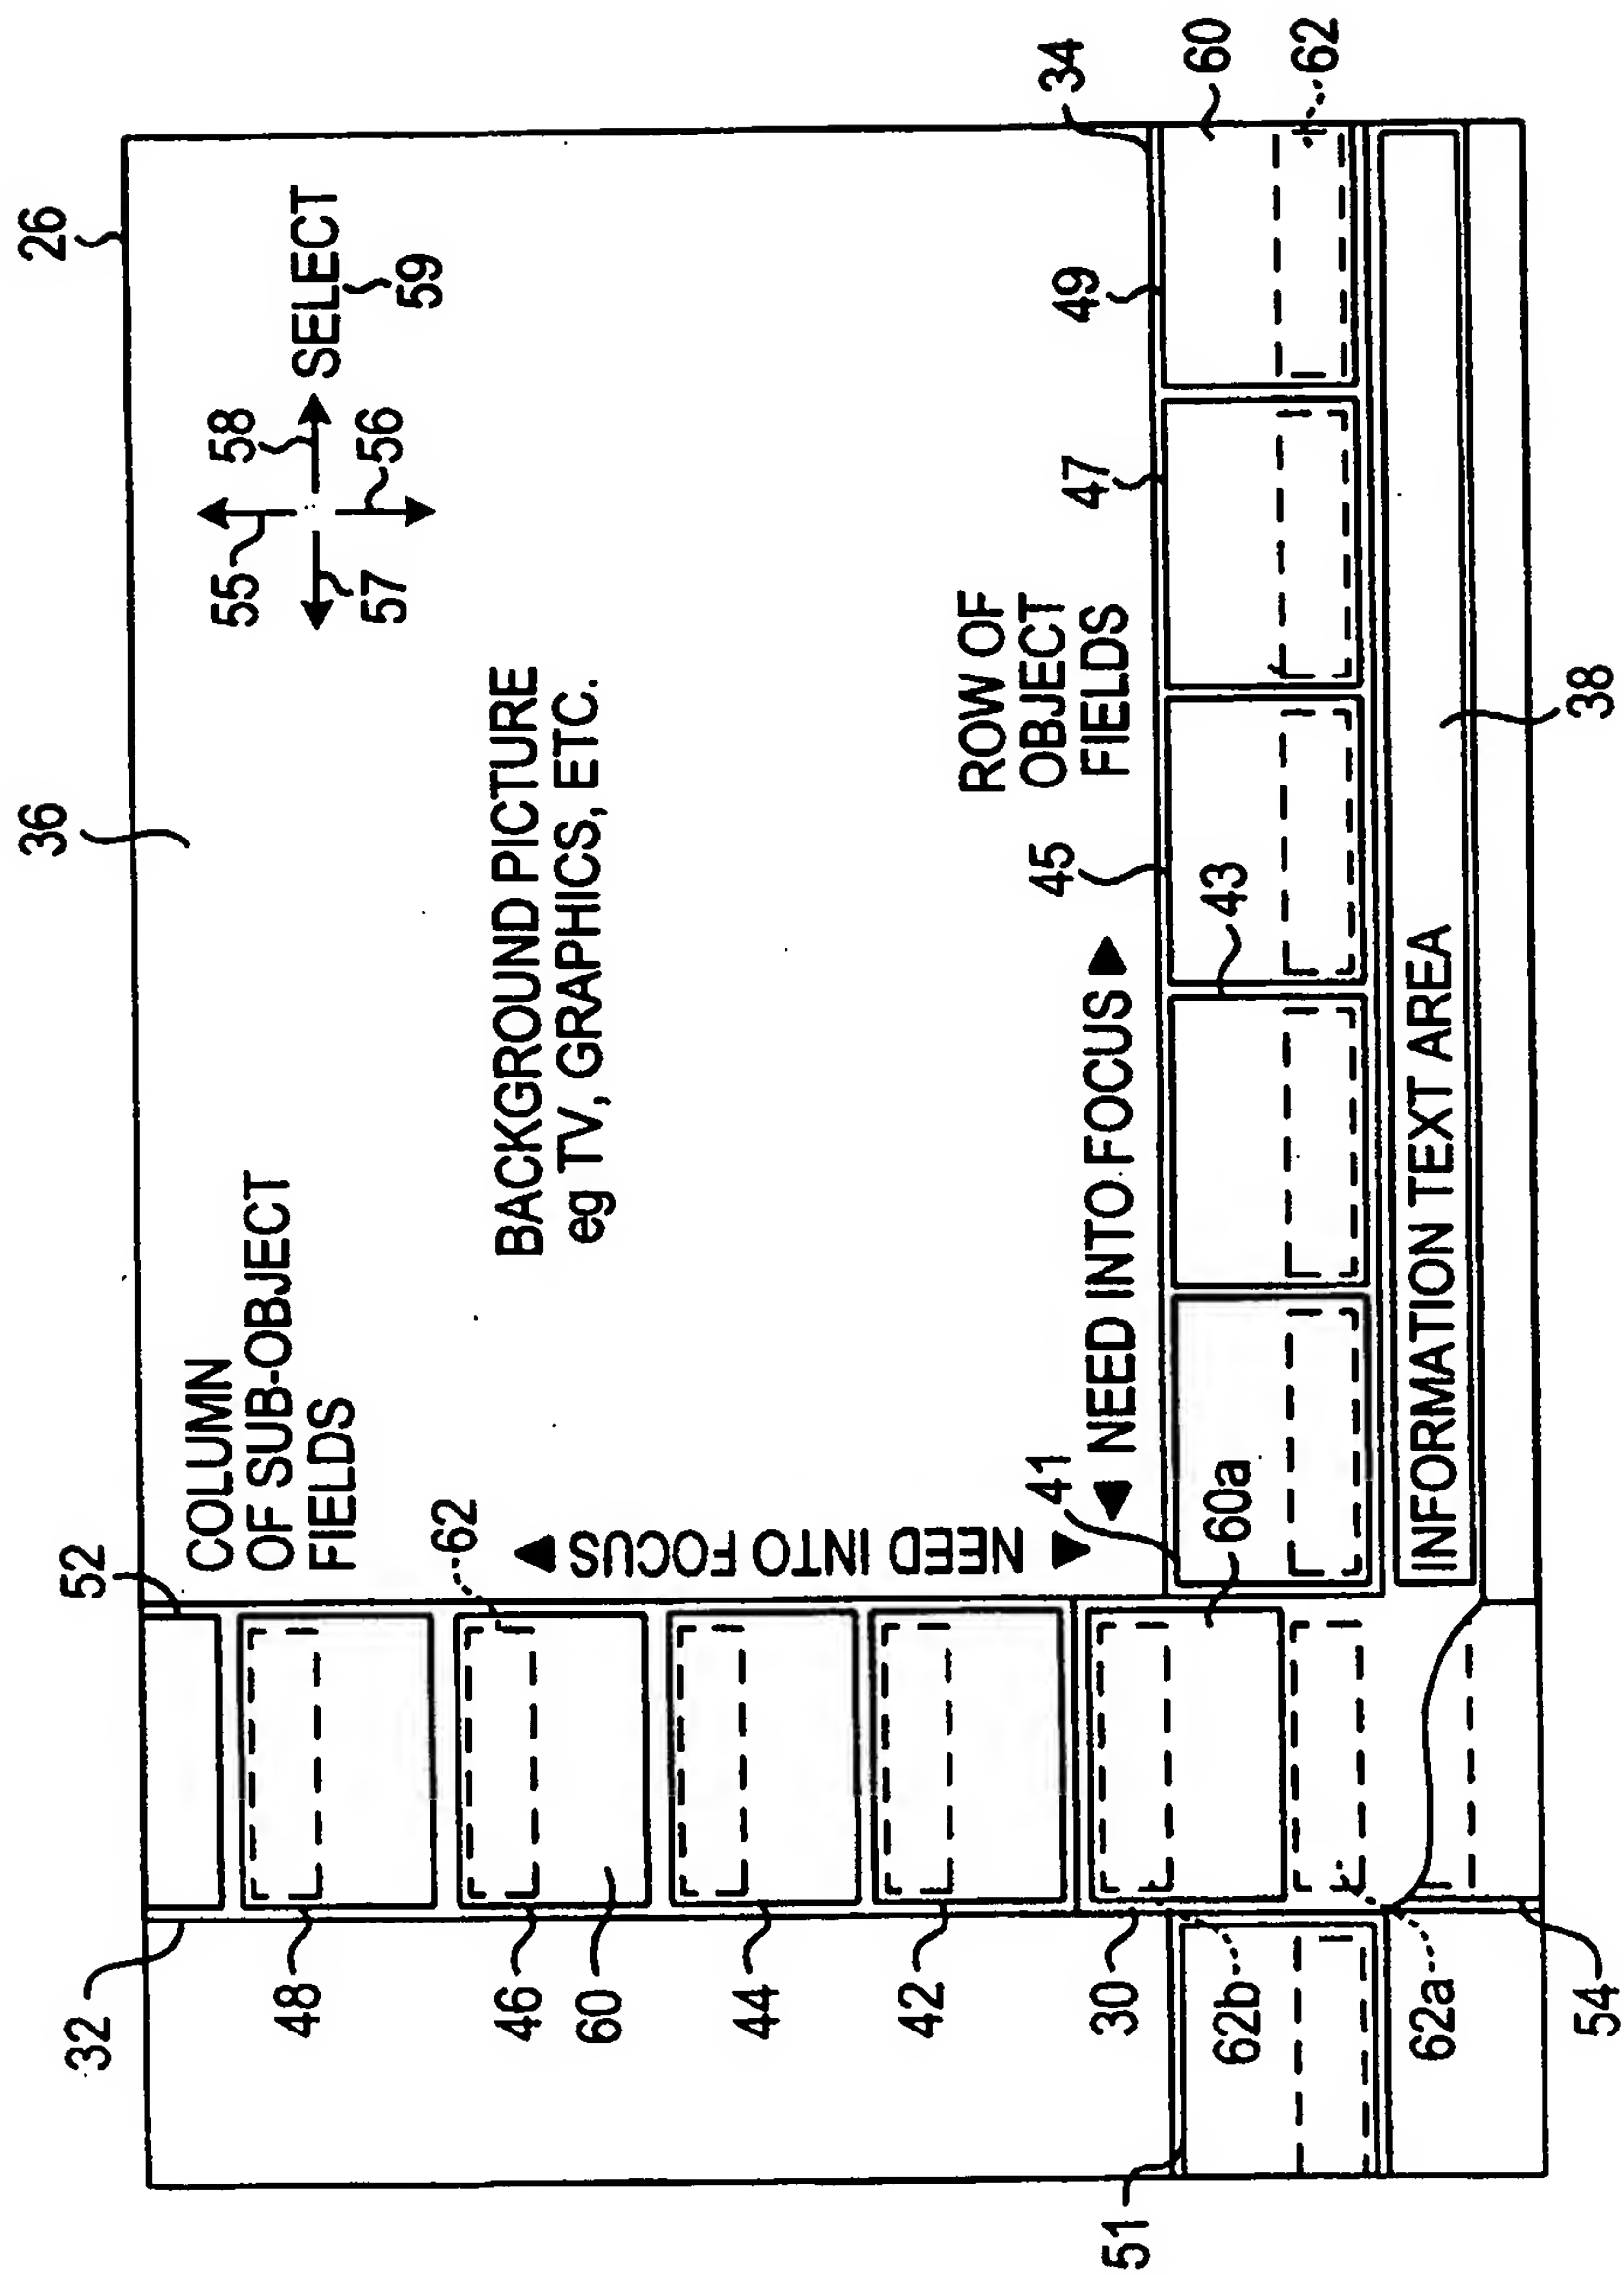 26
36
52
32
COLUMN
OF SUB-OBJECT
FIELDS
55
58
57
56
SELECT
59
BACKGROUND PICTURE
eg TV, GRAPHICS, ETC.
48
46
60
44
42
62
◀ NEED INTO FOCUS ▶
ROW OF
OBJECT
FIELDS
◀ NEED INTO FOCUS ▶
41
45
47
49
34
43
60
62
60a
30
51
62b
62a
54
INFORMATION TEXT AREA
38